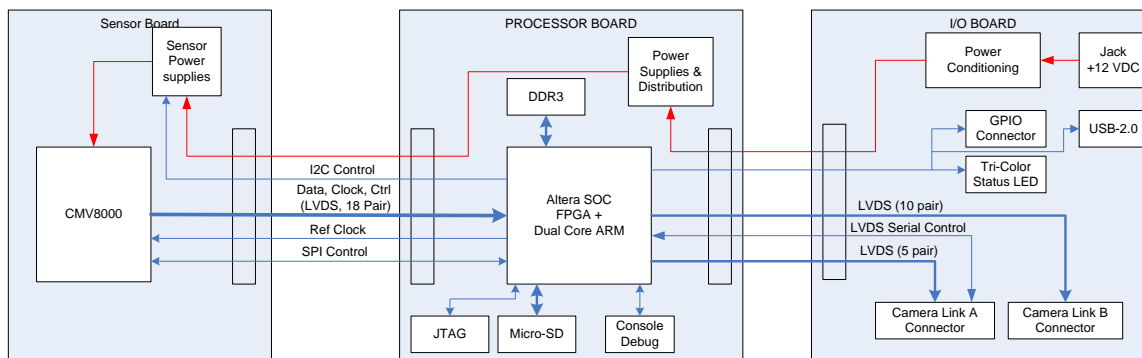 Sensor Board
PROCESSOR BOARD
I/O BOARD
Sensor
Power
supplies
Power
Supplies &
Distribution
Power
Conditioning
Jack
+12 VDC
DDR3
GPIO
Connector
USB-2.0
Tri-Color
Status LED
I2C Control
Data, Clock, Ctrl
(LVDS, 18 Pair)
Ref Clock
SPI Control
CMV8000
Altera SOC
FPGA +
Dual Core ARM
LVDS (10 pair)
LVDS Serial Control
LVDS (5 pair)
JTAG
Micro-SD
Console
Debug
Camera Link A
Connector
Camera Link B
Connector